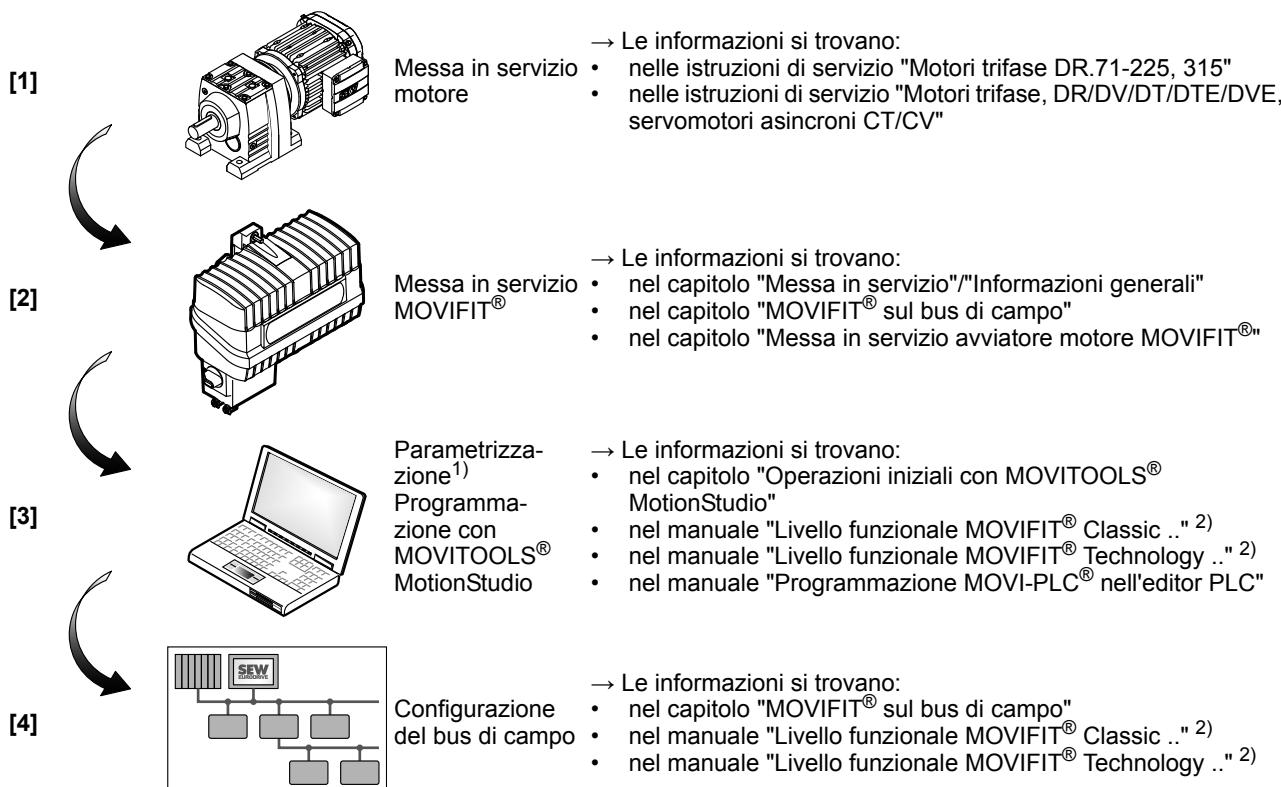 [1]
Messa in servizio
motore
→ Le informazioni si trovano:
• nelle istruzioni di servizio "Motori trifase DR.71-225, 315"
• nelle istruzioni di servizio "Motori trifase, DR/DV/DT/DTE/DVE,
servomotori asincroni CT/CV"
SEW
[2]
Messa in servizio
MOVIFIT®
→ Le informazioni si trovano:
• nel capitolo "Messa in servizio"/"Informazioni generali"
• nel capitolo "MOVIFIT® sul bus di campo"
• nel capitolo "Messa in servizio avviatore motore MOVIFIT®"
[3]
Parametrizza-
zione1)
Programma-
zione con
MOVITOOLS®
MotionStudio
→ Le informazioni si trovano:
• nel capitolo "Operazioni iniziali con MOVITOOLS®
MotionStudio"
• nel manuale "Livello funzionale MOVIFIT® Classic .." 2)
• nel manuale "Livello funzionale MOVIFIT® Technology .." 2)
• nel manuale "Programmazione MOVI-PLC® nell'editor PLC"
[4]
SEW
EURODRIVE
Configurazione
del bus di campo
→ Le informazioni si trovano:
• nel capitolo "MOVIFIT® sul bus di campo"
• nel manuale "Livello funzionale MOVIFIT® Classic .." 2)
• nel manuale "Livello funzionale MOVIFIT® Technology .." 2)